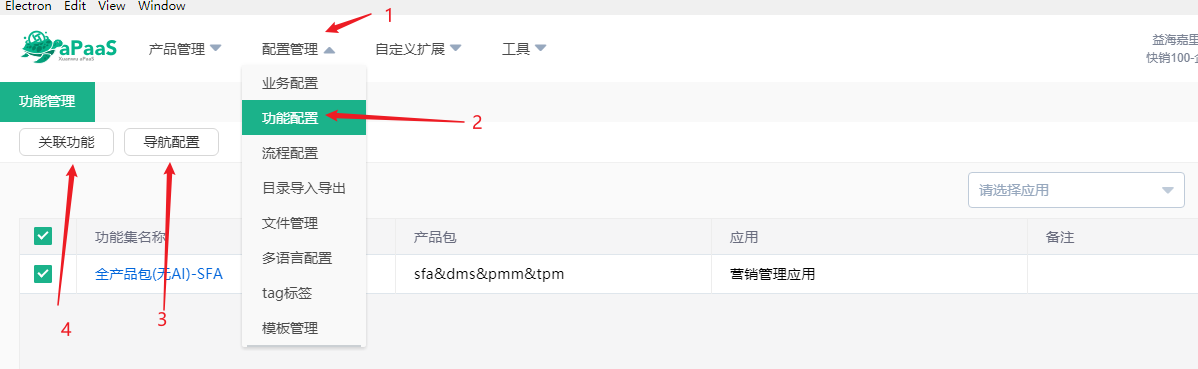 Electron Edit View Window
1
aPaaS
Xuanwu aPaaS
产品管理 配置管理 自定义扩展 工具
益海嘉里
快销100-企
业务配置
功能管理
功能配置
2
关联功能 导航配置
流程配置
目录导入导出
请选择应用
文件管理
功能集名称 产品包 应用 备注
多语言配置
全产品包(无AI)-SFA sfa&dms&pmm&tpm 营销管理应用
tag标签
4 3
模板管理